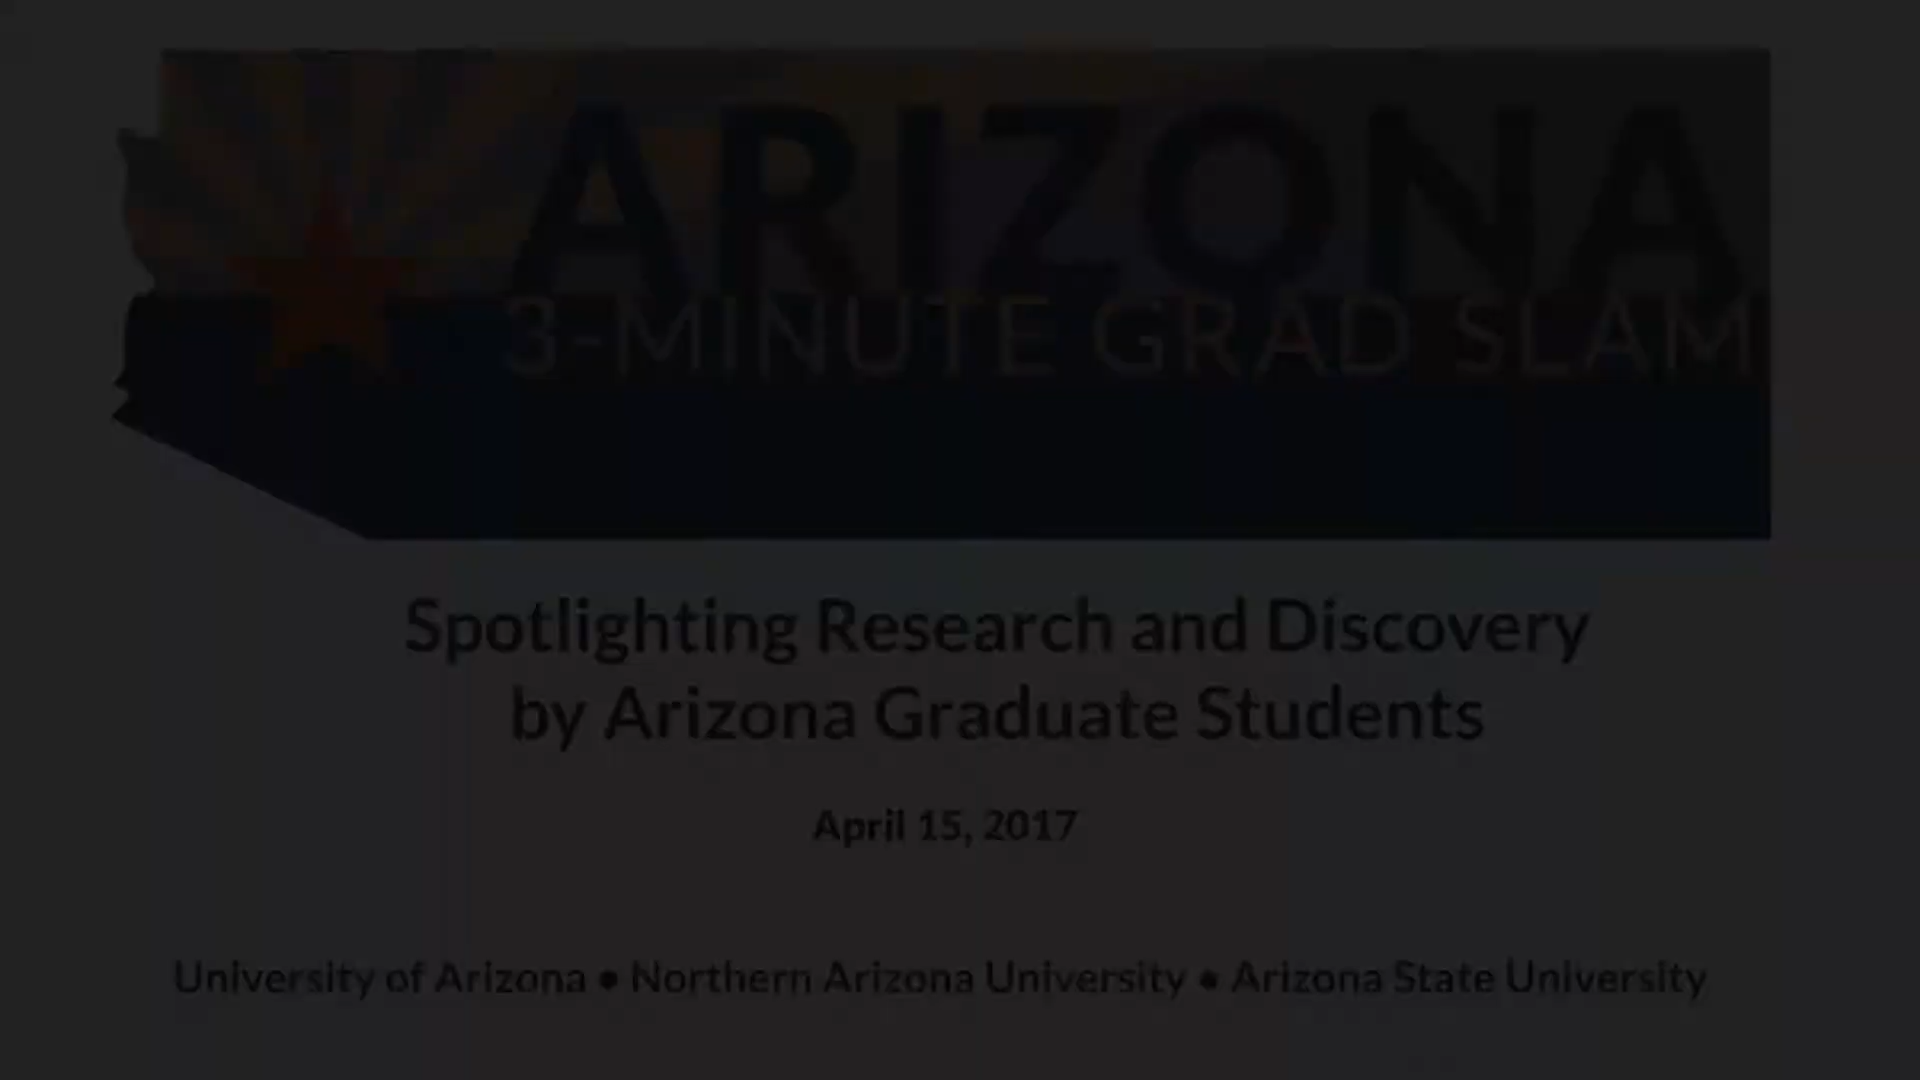 ARIZONA
3-MINUTE GRAD SLAM
Spotlighting Research and Discovery
by Arizona Graduate Students
April 15, 2017
University of Arizona • Northern Arizona University • Arizona State University